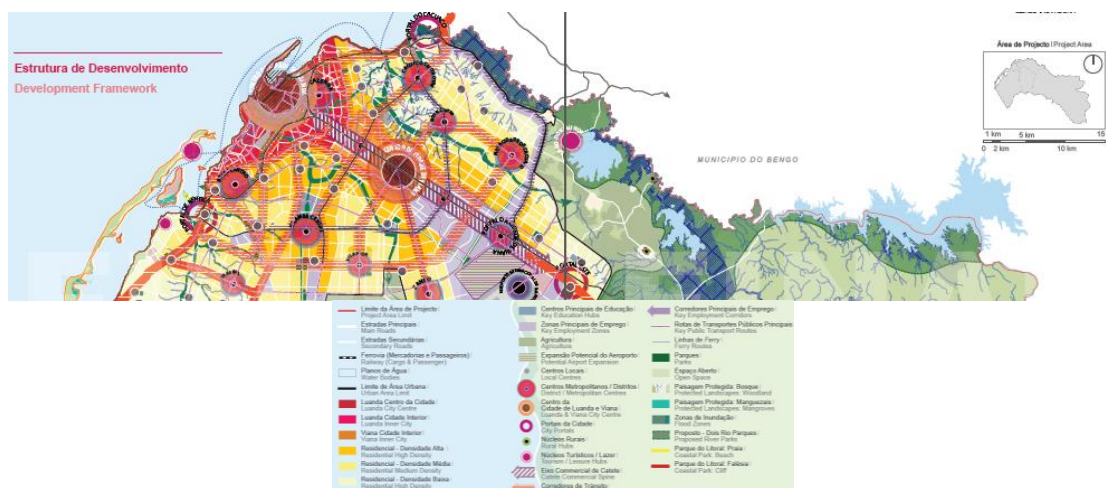 Estrutura de Desenvolvimento
Development Framework
Área de Projecto | Project Area
1 km 5 km 15
0 2 km 10 km
MUNICIPIO DO BENGO
Limite da Área de Projecto
Project Area Limit
Estradas Principais
Main Roads
Estradas Secundárias
Secondary Roads
Ferrovia (Mercadorias e Passageiros)
Railway (Cargo & Passenger)
Planos de Água
Water Bodies
Limite de Área Urbana
Urban Area Limit
Luanda Centro da Cidade
Luanda City Centre
Luanda Cidade Interior
Luanda Inner City
Viana Cidade Interior
Viana Inner City
Residencial - Densidade Alta
Residential High Density
Residencial - Densidade Média
Residential Medium Density
Residencial - Densidade Baixa
Residential High Density
Centros Principais de Educação
Key Education Hubs
Zonas Principais de Emprego
Key Employment Zones
Agricultura
Agriculture
Expansão Potencial do Aeroporto
Potential Airport Expansion
Centros Locais
Local Centres
Centros Metropolitanos / Distritos
District / Metropolitan Centres
Centro da
Cidade de Luanda e Viana
Luanda & Viana City Centre
Portais da Cidade
City Portals
Núcleos Rurais
Rural Hubs
Núcleos Turísticos / Lazer
Tourism / Leisure Hubs
Eixo Commercial de Catete
Catete Commercial Spine
Corredores de Trânsito
Corredores Principais de Emprego
Key Employment Corridors
Rotas de Transportes Públicos Principais
Key Public Transport Routes
Linhas de Ferry
Ferry Routes
Parques
Parks
Espaço Aberto
Open Space
Paisagem Protegida: Bosque
Protected Landscapes: Woodland
Paisagem Protegida: Manguezais
Protected Landscapes: Mangroves
Zonas de Inundação
Flood Zones
Proposto - Dois Rio Parques
Proposed River Parks
Parque do Litoral: Praia
Coastal Park: Beach
Parque do Litoral: Falésia
Coastal Park: Cliff